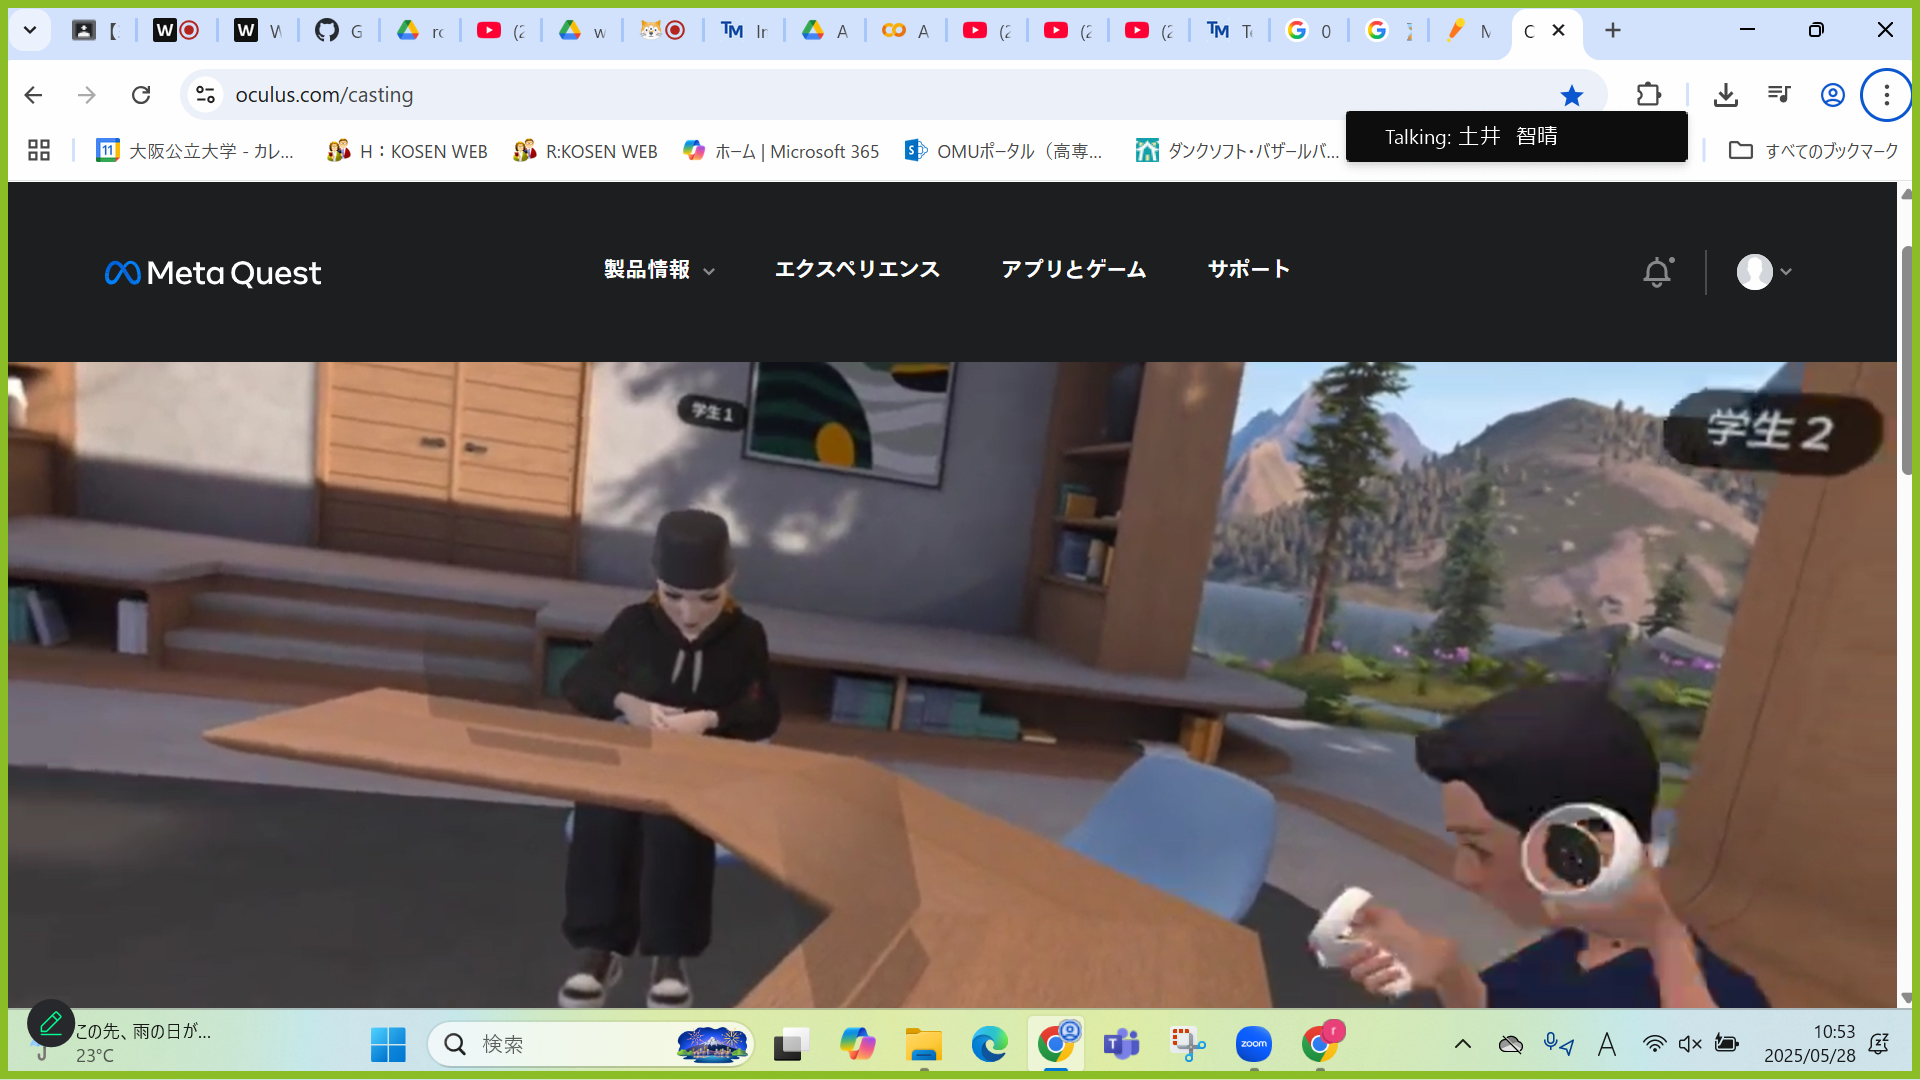 G
rc
(2
w
Ir
A
A
(2
(2
(2
T
0
M
C
oculus.com/casting
Talking: 土井 智晴
大阪公立大学 - カレ...
H：KOSEN WEB
R:KOSEN WEB
ホーム | Microsoft 365
OMUポータル（高専...
ダンクソフト・バザールバ...
すべてのブックマーク
Meta Quest
製品情報
エクスペリエンス
アプリとゲーム
サポート
学生1
学生2
この先、雨の日が...
23°C
検索
zoom
A
10:53
2025/05/28